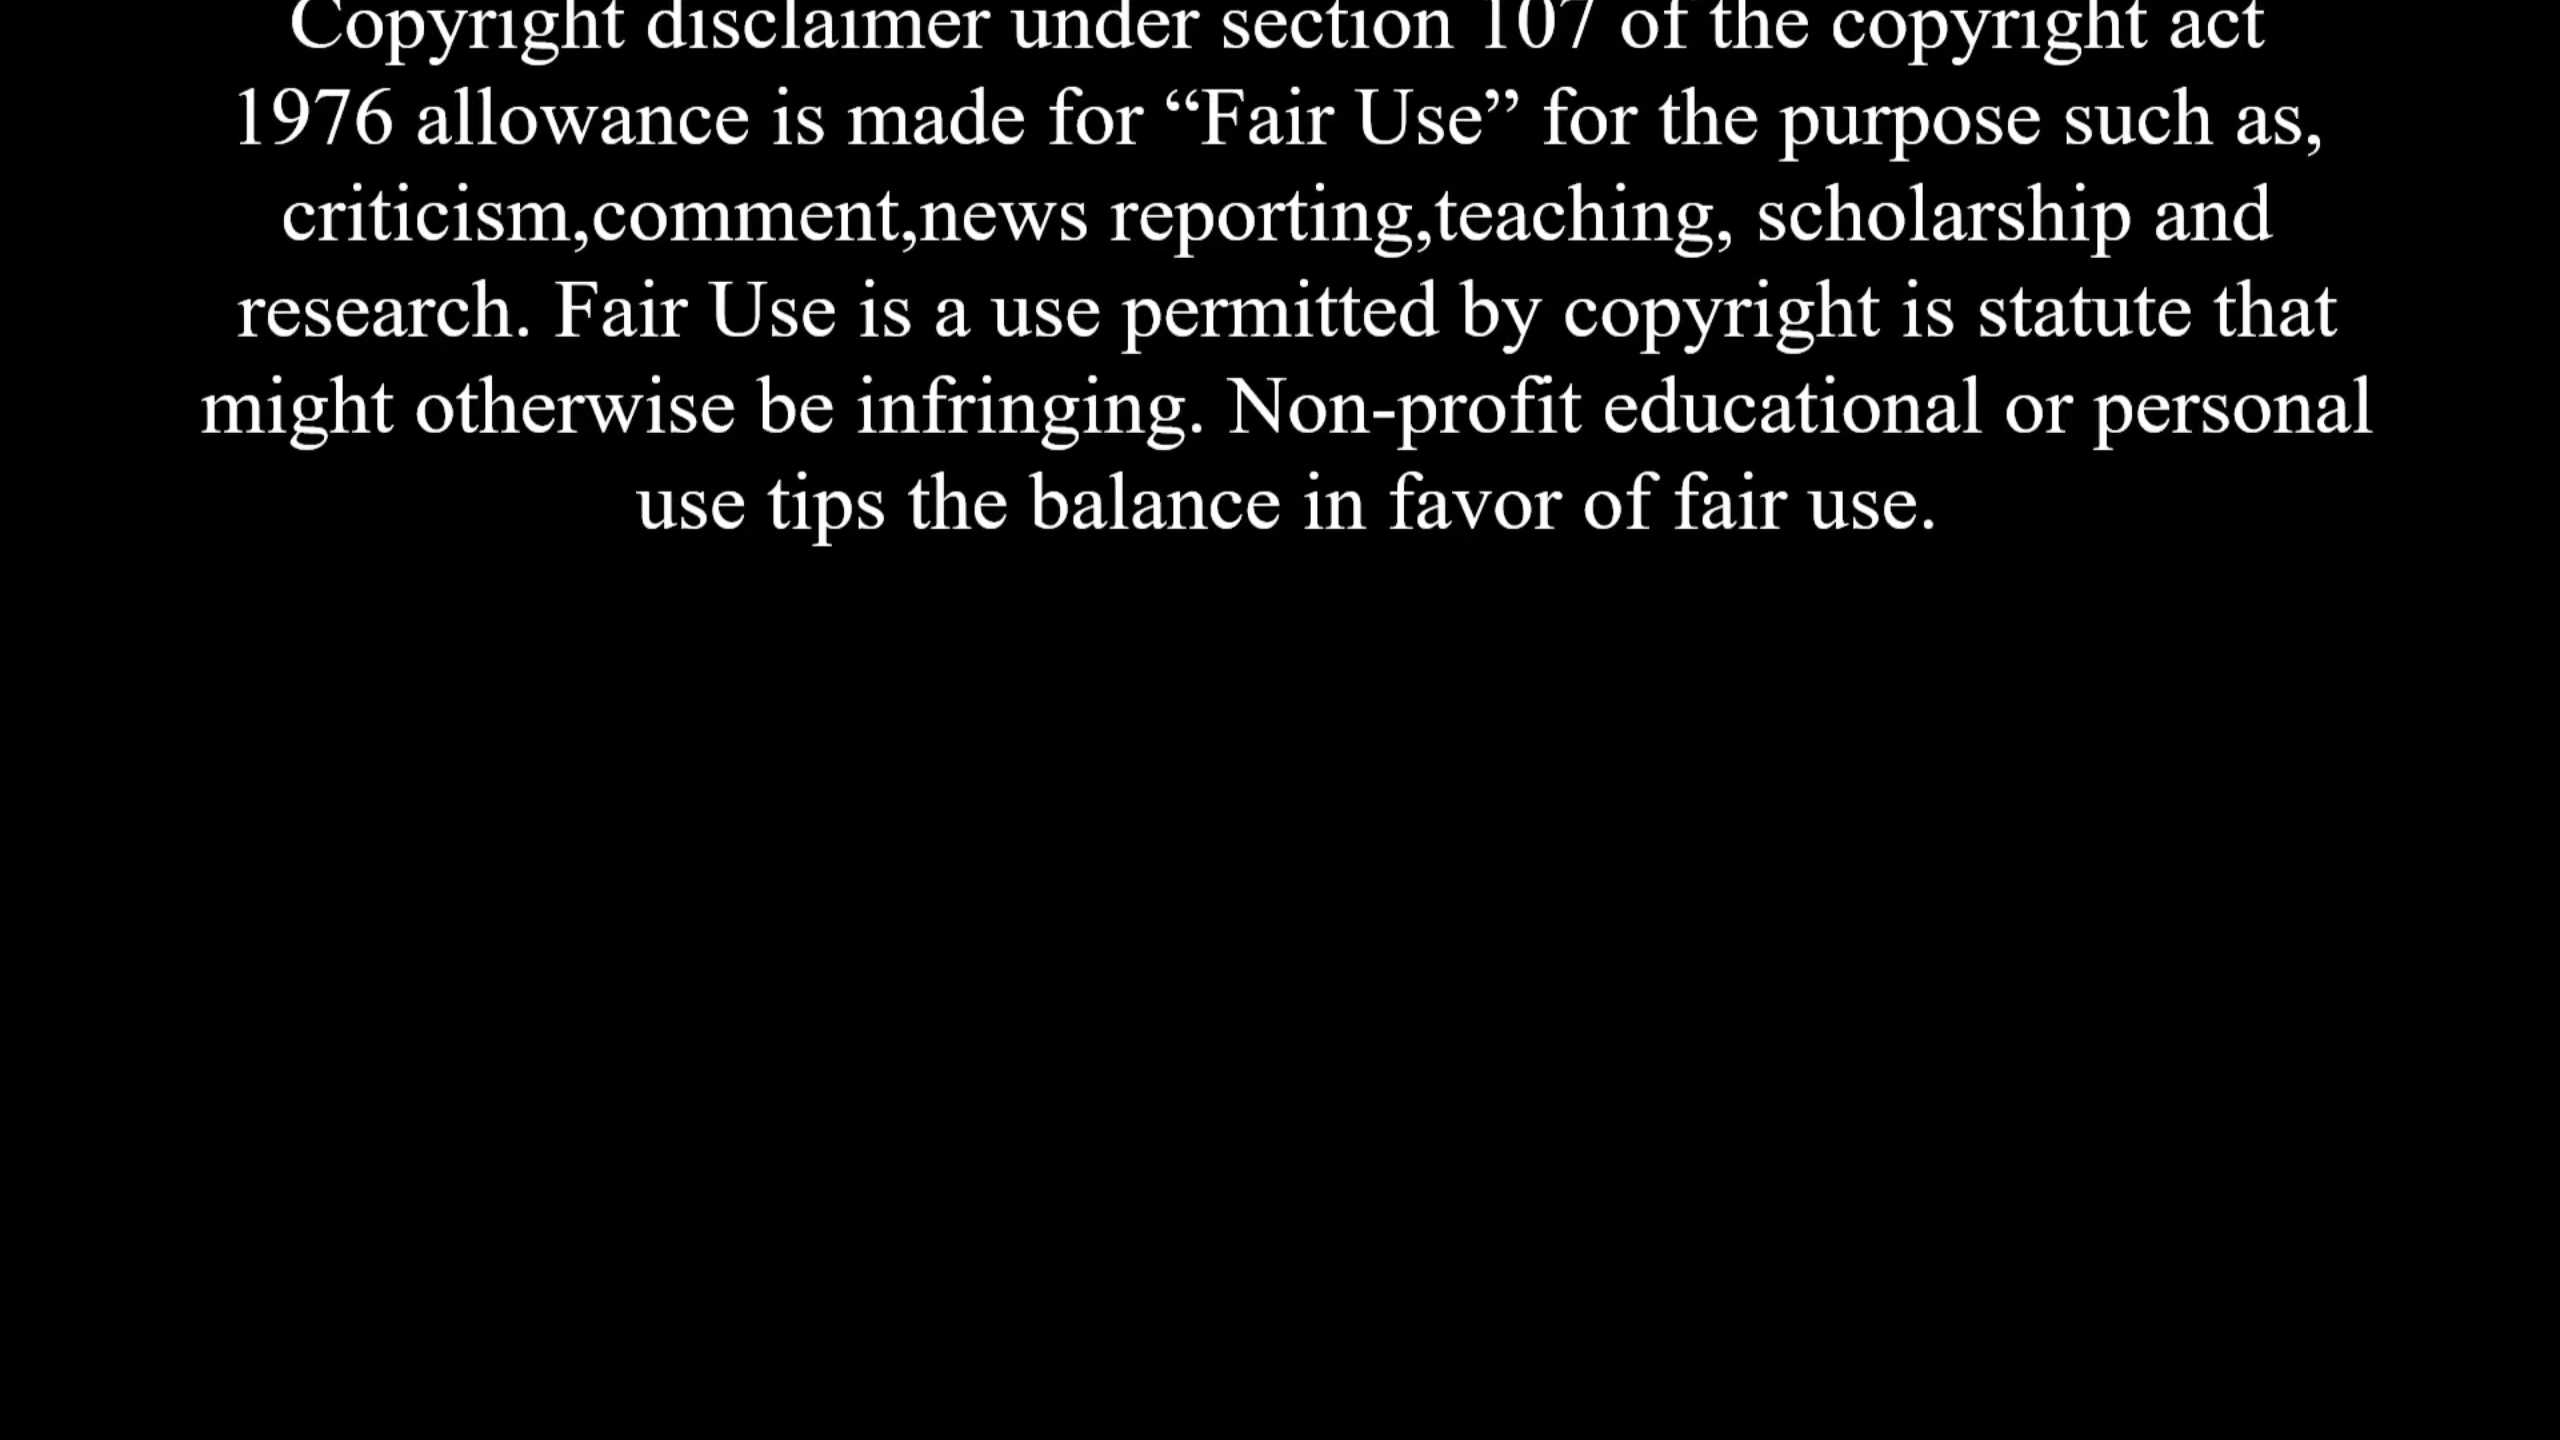 Copyright disclaimer under section 107 of the copyright act
1976 allowance is made for “Fair Use” for the purpose such as,
criticism,comment,news reporting,teaching, scholarship and
research. Fair Use is a use permitted by copyright is statute that
might otherwise be infringing. Non-profit educational or personal
use tips the balance in favor of fair use.